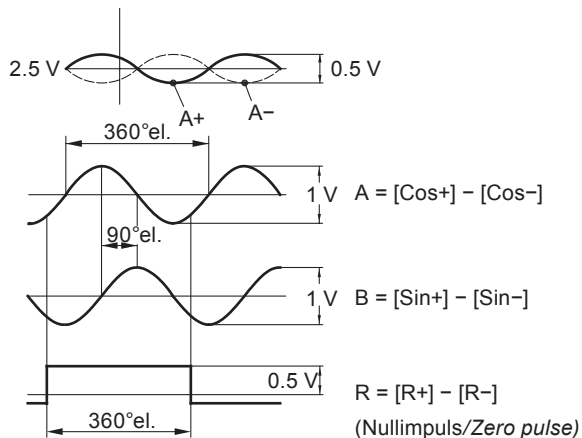 2.5 V
0.5 V
A+
A−
360°el.
1 V
A = [Cos+] − [Cos−]
90°el.
1 V
B = [Sin+] − [Sin−]
0.5 V
R = [R+] − [R−]
360°el.
(Nullimpuls/Zero pulse)